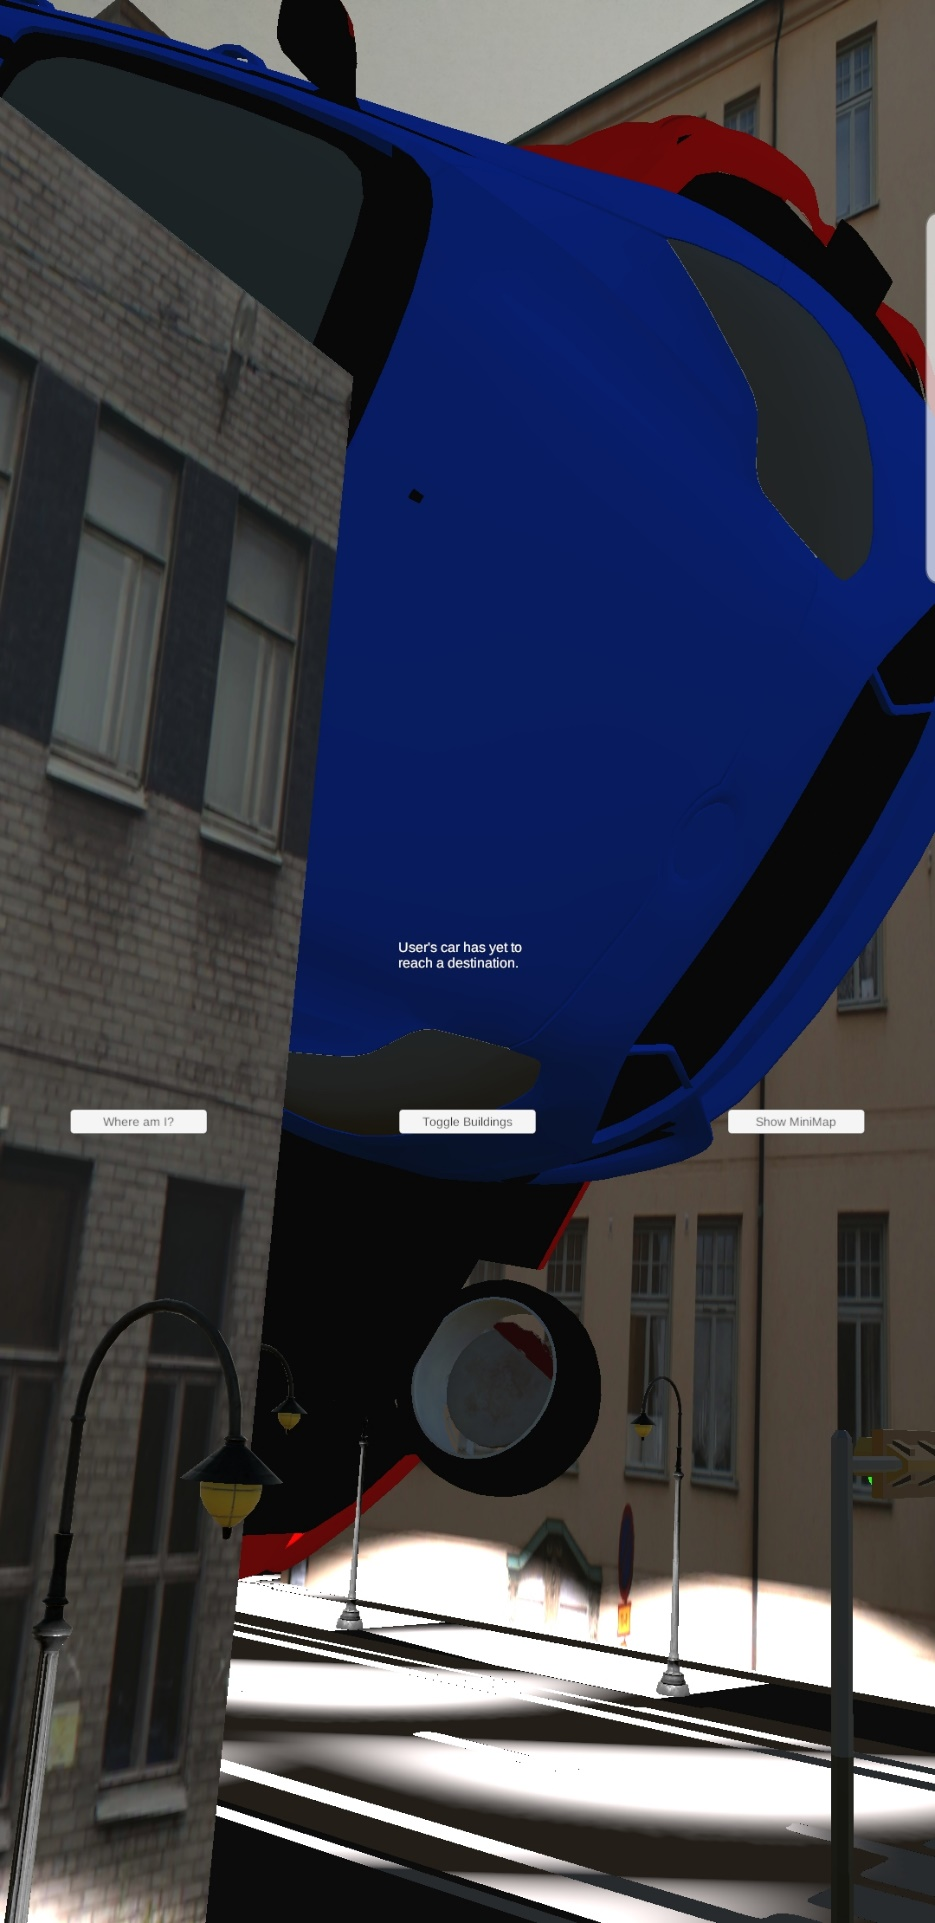 User's car has yet to
reach a destination.
Where am I?
Toggle Buildings
Show MiniMap